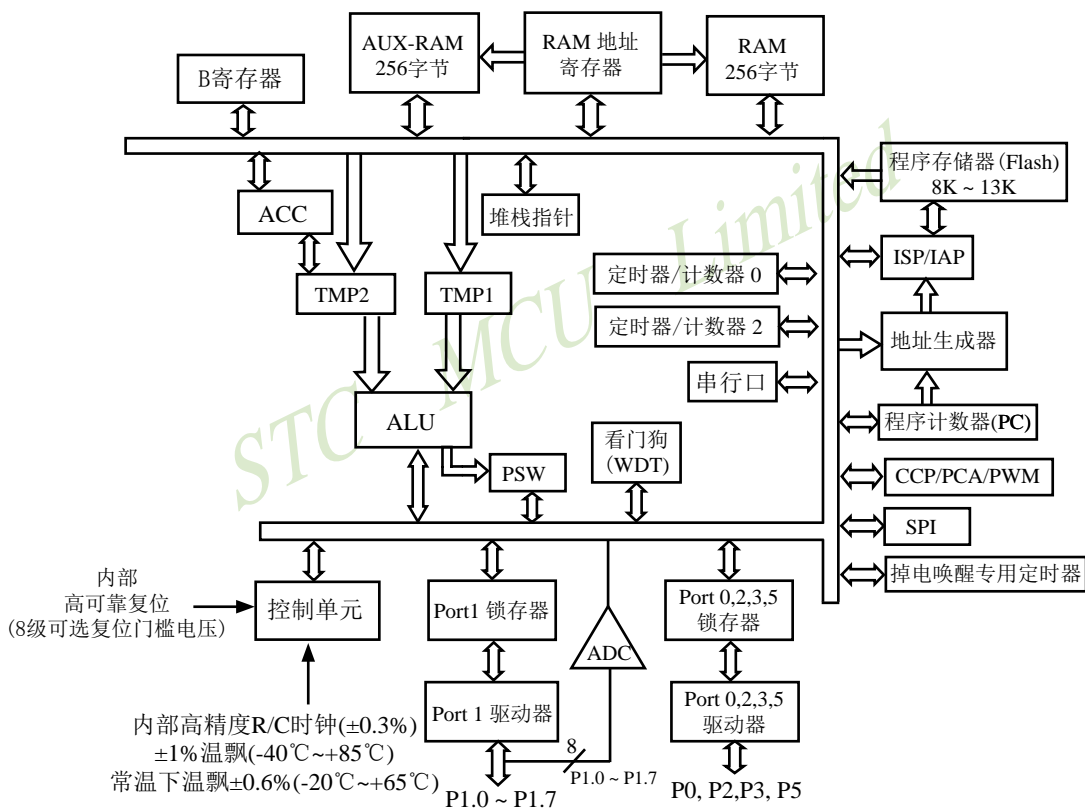 AUX-RAM
256字节
RAM 地址
寄存器
RAM
256字节
B寄存器
程序存储器(Flash)
8K ~ 13K
ACC
堆栈指针
ISP/IAP
定时器/计数器 0
TMP2
TMP1
定时器/计数器 2
地址生成器
串行口
ALU
程序计数器(PC)
看门狗
(WDT)
PSW
CCP/PCA/PWM
SPI
掉电唤醒专用定时器
内部
高可靠复位
(8级可选复位门槛电压)
控制单元
Port1 锁存器
ADC
Port 0,2,3,5
锁存器
Port 1 驱动器
Port 0,2,3,5
驱动器
内部高精度R/C时钟(±0.3%)
±1%温飘(-40℃~+85℃)
常温下温飘±0.6%(-20℃~+65℃)
8
P1.0 ~ P1.7
P1.0 ~ P1.7
P0, P2,P3, P5
STC MCU Limited